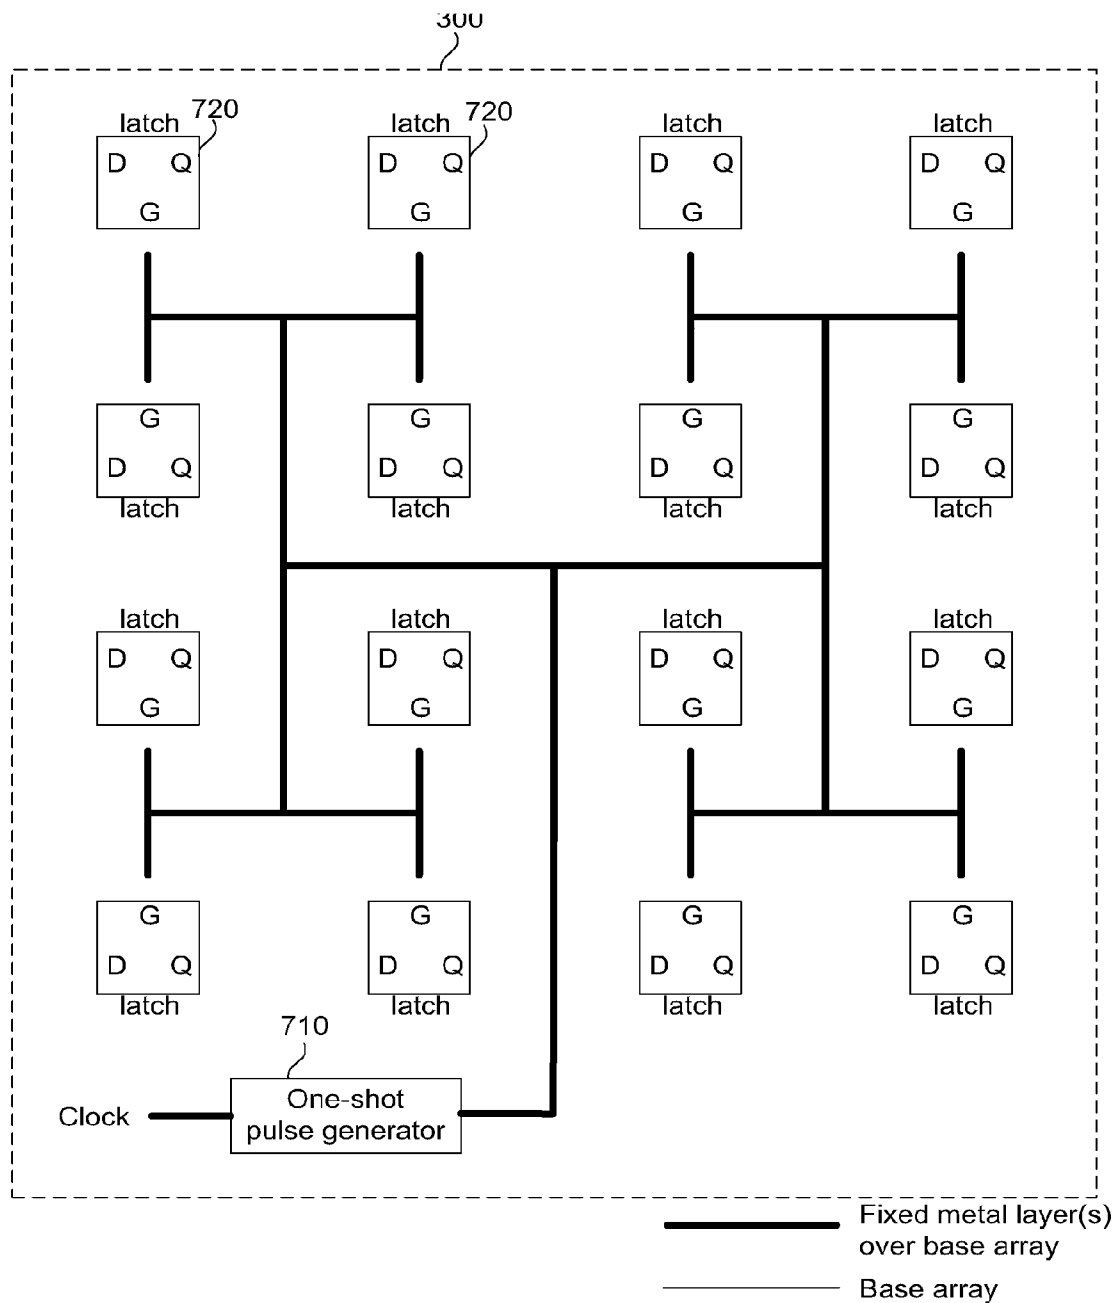 300
720 720
latch latch latch latch
D Q D Q D Q D Q
G G G G
G G G G
D Q D Q D Q D Q
latch latch latch latch
latch latch latch latch
D Q D Q D Q D Q
G G G G
G G G G
D Q D Q D Q D Q
latch latch latch latch
710
Clock
One-shot
pulse generator
Fixed metal layer(s)
over base array
Base array